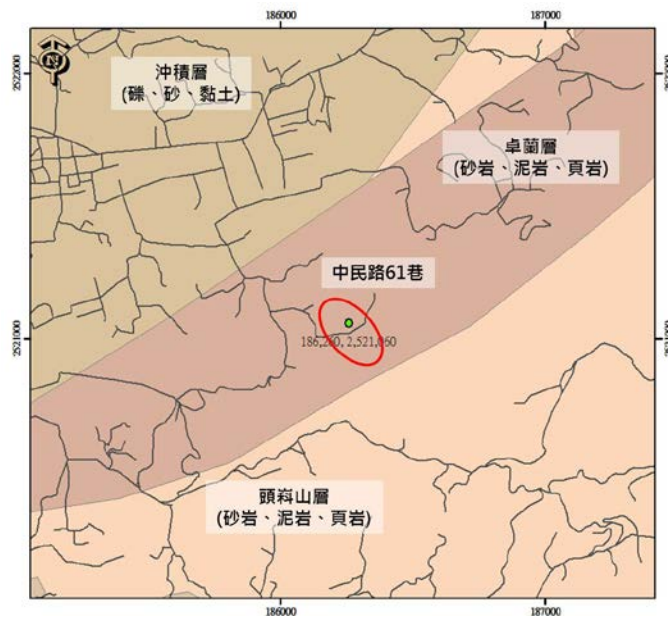 186000
187000
2522000
沖積層
(礫、砂、黏土)
卓蘭層
(砂岩、泥岩、頁岩)
中民路61巷
2521000
186,260, 2,521,060
頭嵙山層
(砂岩、泥岩、頁岩)
186000
187000